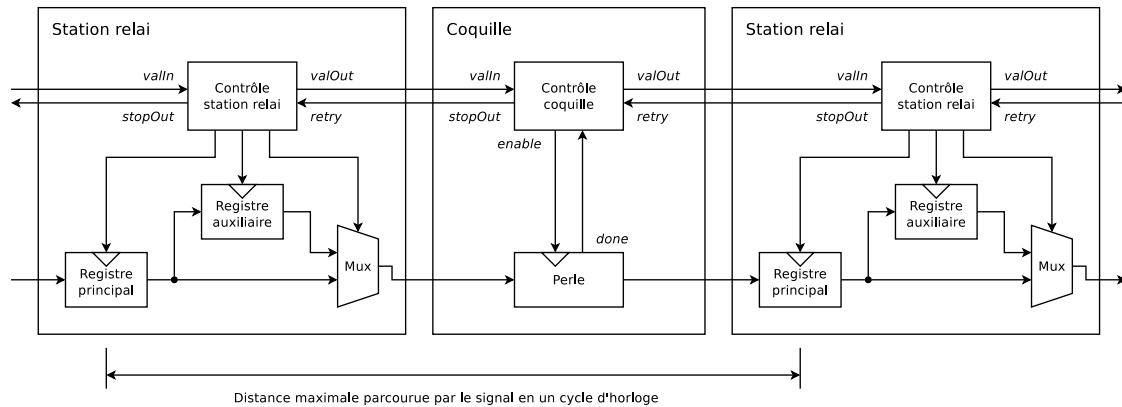 Station relai
Coquille
Station relai
valIn
Contrôle
station relai
valOut
stopOut
retry
valIn
Contrôle
coquille
valOut
stopOut
retry
enable
valIn
Contrôle
station relai
valOut
stopOut
retry
Registre
auxiliaire
Registre
auxiliaire
done
Registre
principal
Mux
Perle
Registre
principal
Mux
Distance maximale parcourue par le signal en un cycle d'horloge